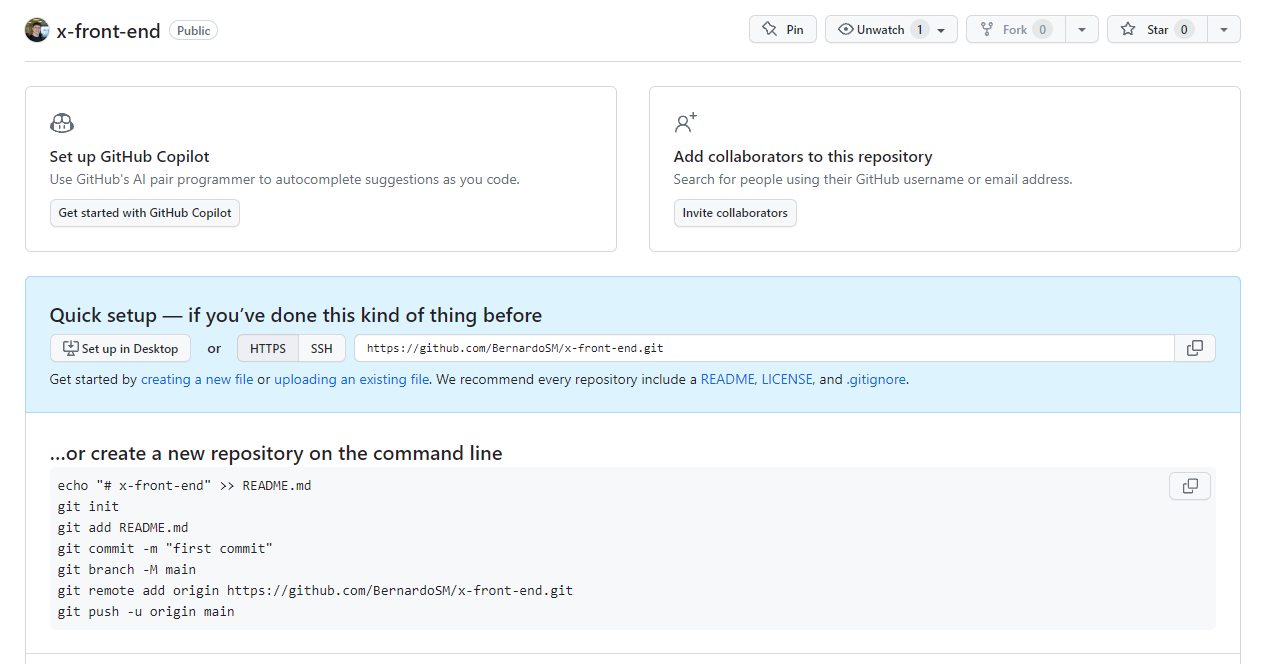 x-front-end Public Pin Unwatch 1 Fork 0 Star 0
Set up GitHub Copilot
Use GitHub's AI pair programmer to autocomplete suggestions as you code.
Get started with GitHub Copilot
Add collaborators to this repository
Search for people using their GitHub username or email address.
Invite collaborators
Quick setup — if you’ve done this kind of thing before
Set up in Desktop or HTTPS SSH https://github.com/BernardoSM/x-front-end.git
Get started by creating a new file or uploading an existing file. We recommend every repository include a README, LICENSE, and .gitignore.
…or create a new repository on the command line
echo "# x-front-end" >> README.md
git init
git add README.md
git commit -m "first commit"
git branch -M main
git remote add origin https://github.com/BernardoSM/x-front-end.git
git push -u origin main